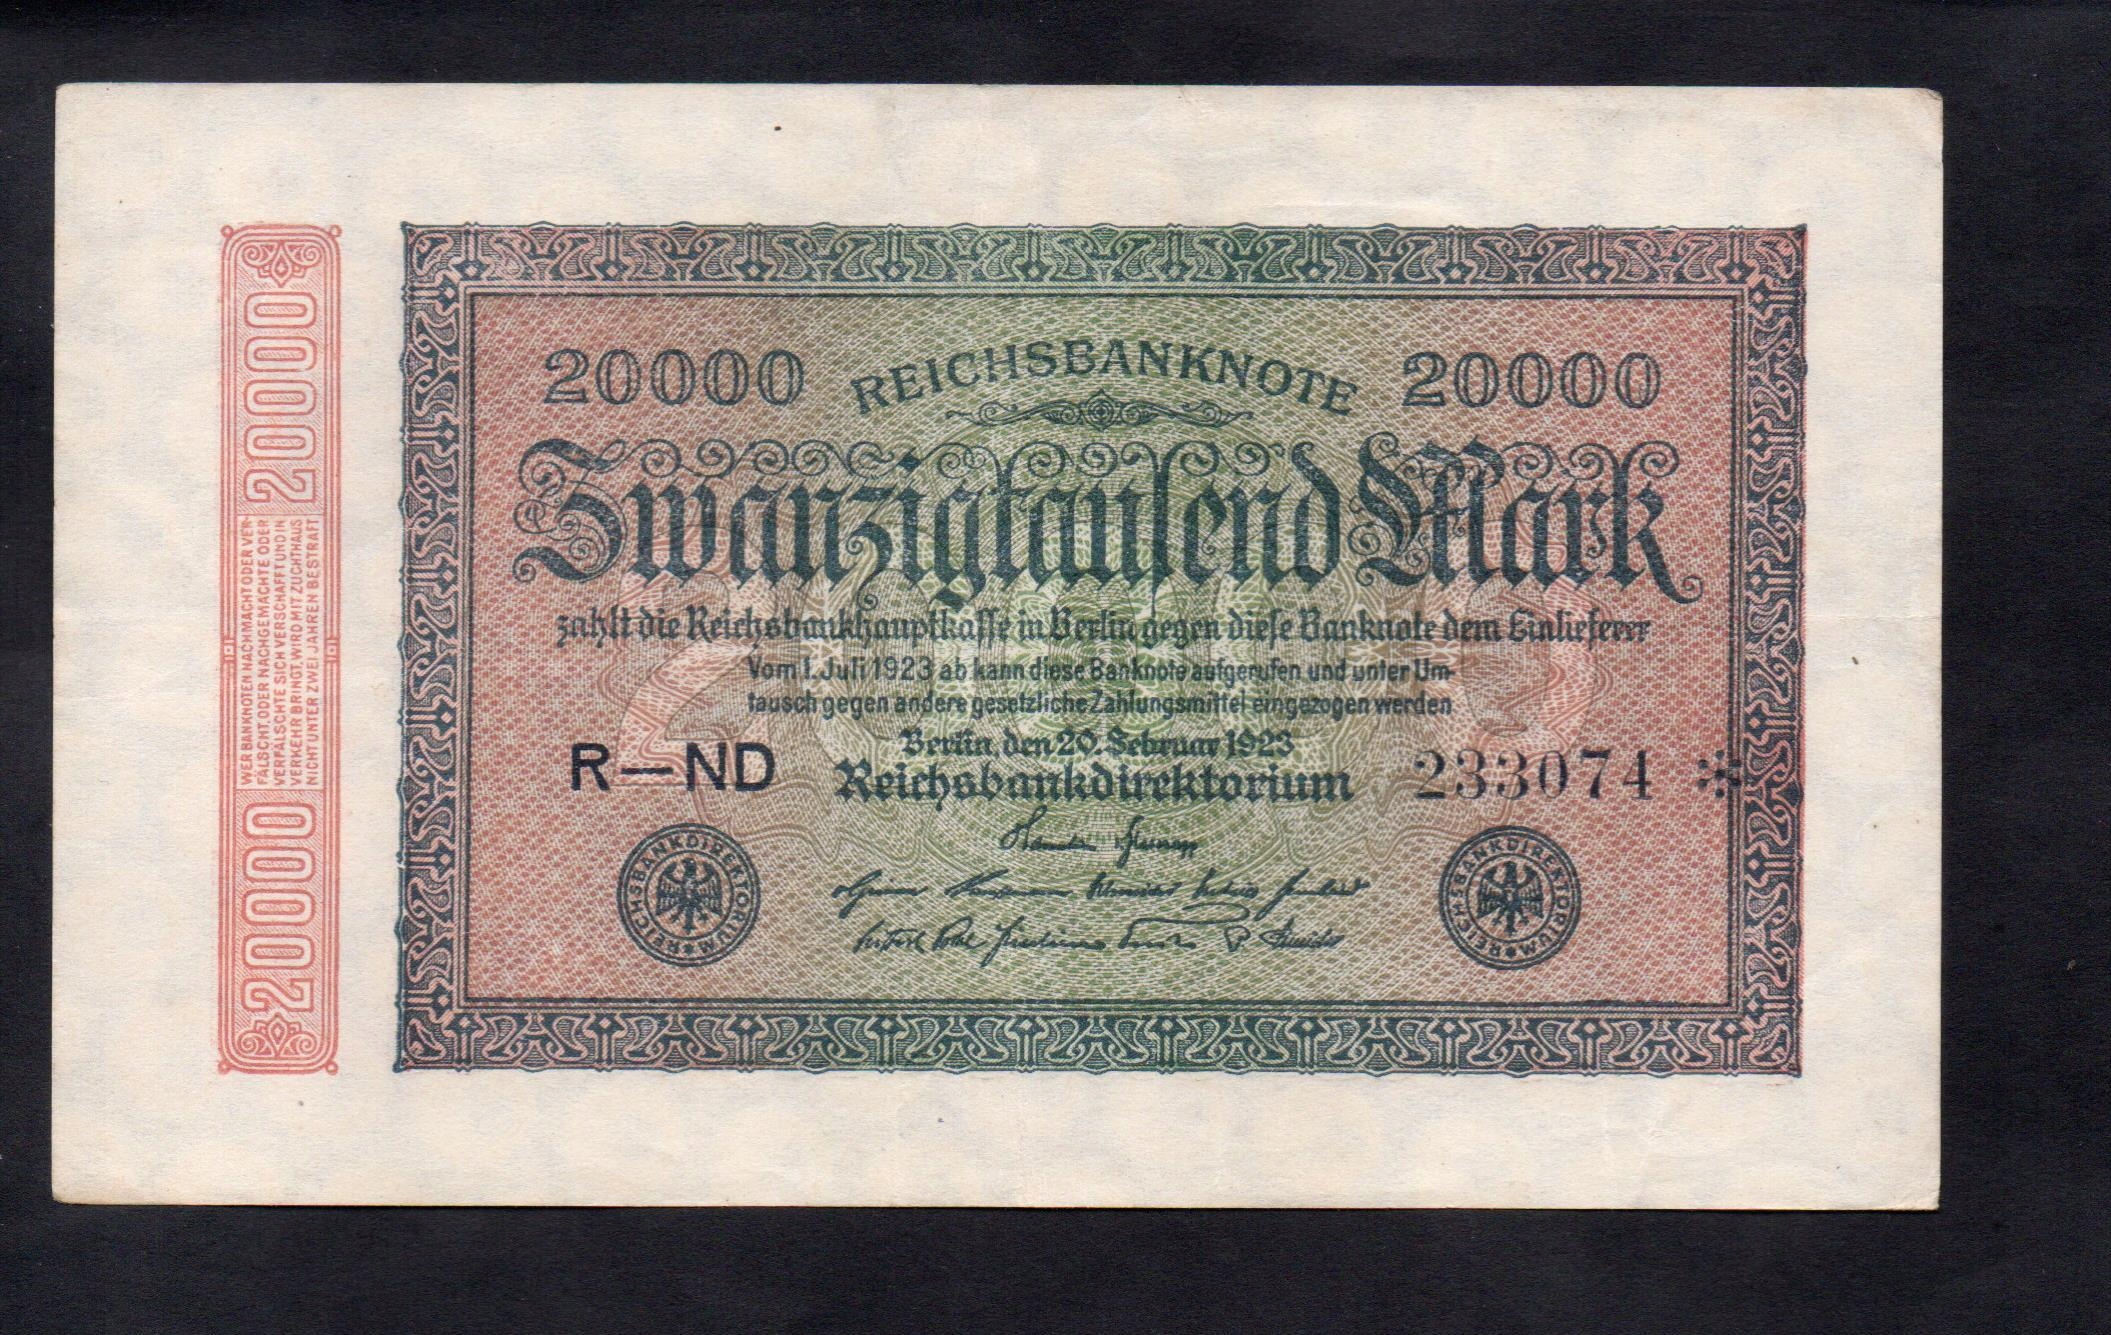 20000
WER BANKNOTEN NACHMACHT ODER VER-
FÄLSCHT, ODER NACHGEMACHTE ODER
VERFÄLSCHTE SICH VERSCHAFFT UND IN
VERKEHR BRINGT, WIRD MIT ZUCHTHAUS
NICHT UNTER ZWEI JAHREN BESTRAFT
20000
20000 REICHSBANKNOTE 20000
Zwanzigtausend Mark
zahlt die Reichsbankhauptkasse in Berlin gegen diese Banknote dem Einlieferer
Vom 1. Juli 1923 ab kann diese Banknote aufgerufen und unter Um-
tausch gegen andere gesetzliche Zahlungsmittel eingezogen werden
Berlin, den 20. Februar 1923
R—ND Reichsbankdirektorium 233074 *
REICHSBANKDIREKTORIUM
REICHSBANKDIREKTORIUM